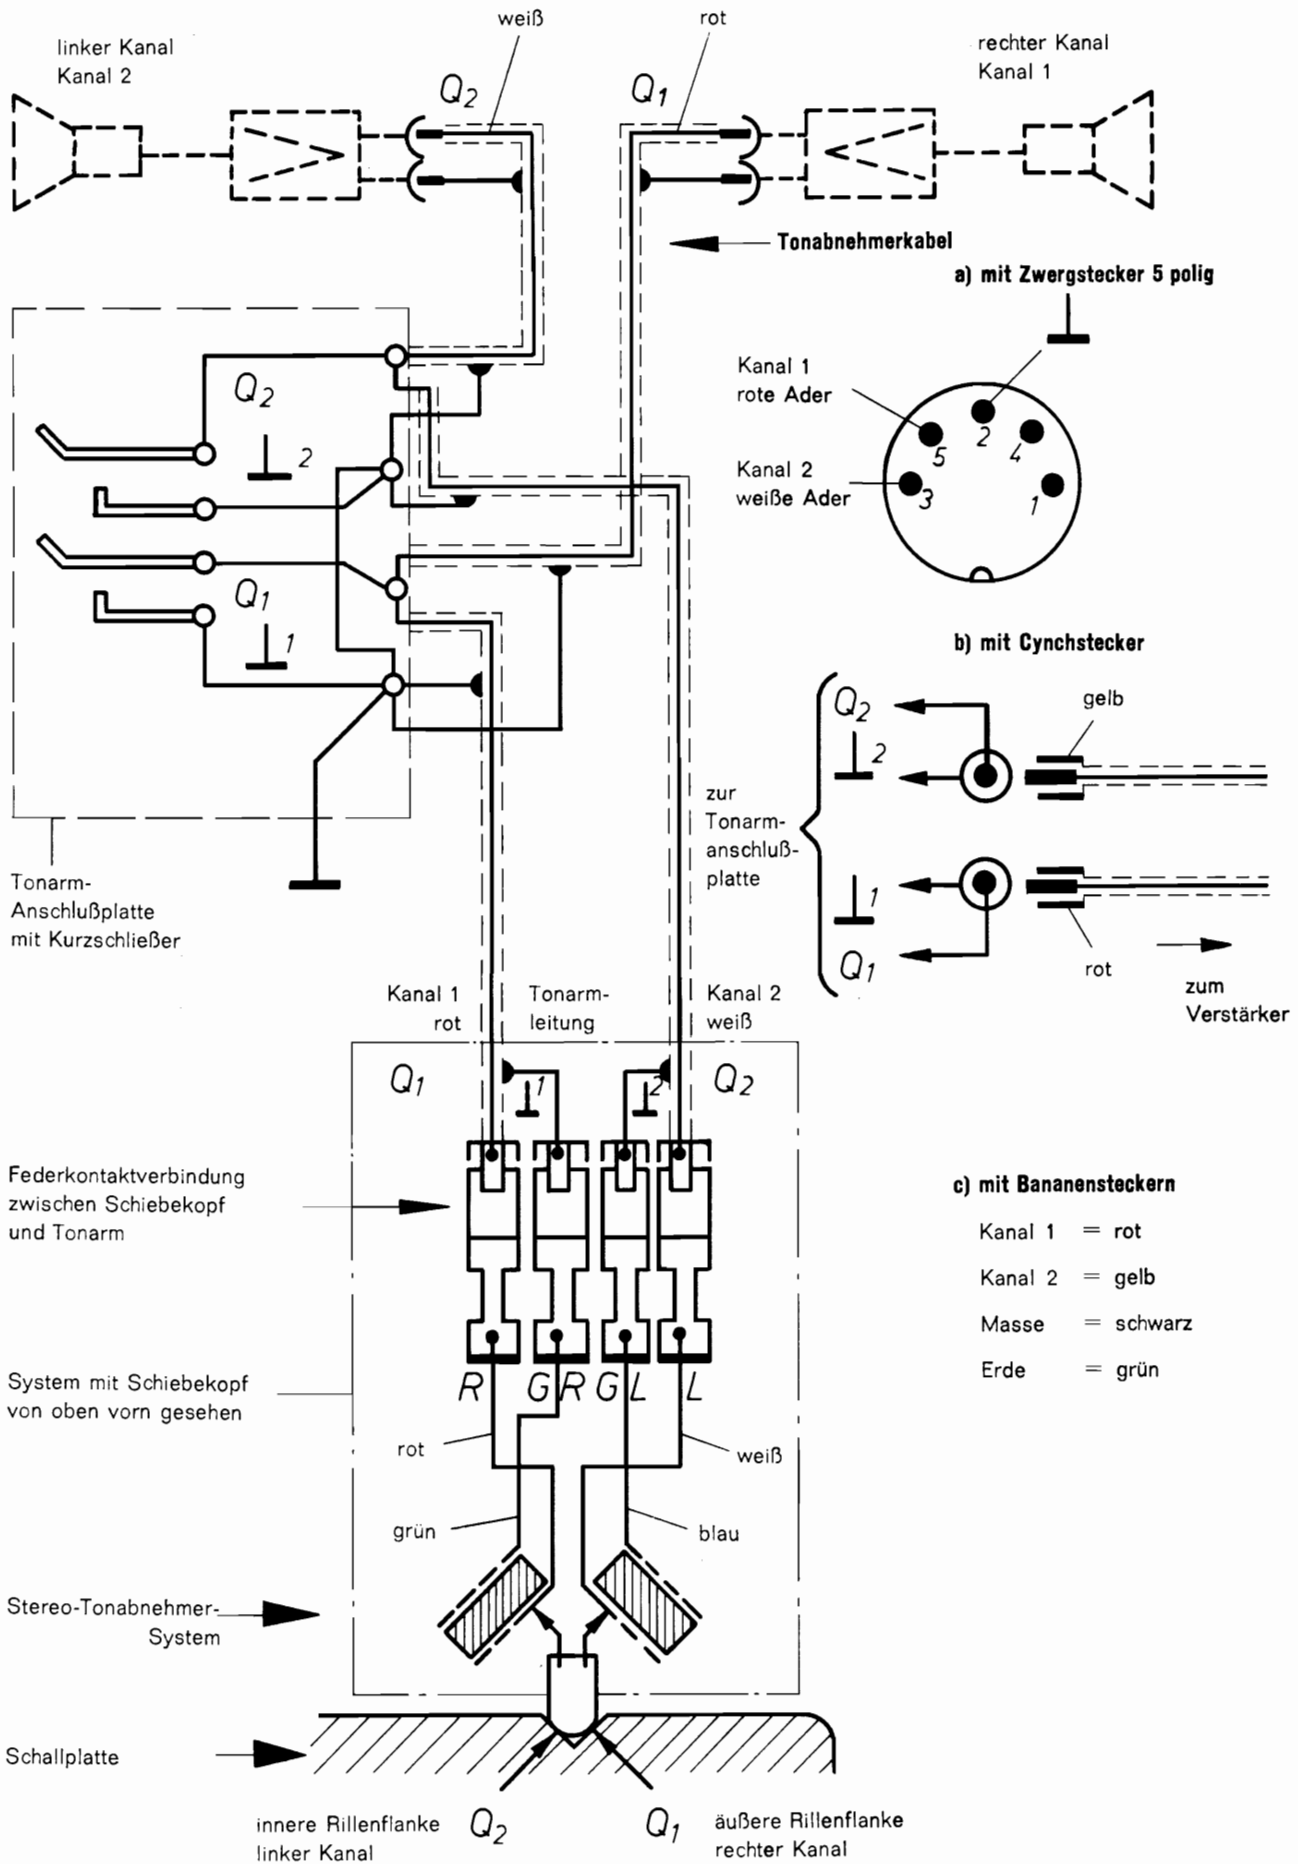 weiß
rot
linker Kanal
Kanal 2
rechter Kanal
Kanal 1
Q2
Q1
Tonabnehmerkabel
a) mit Zwergstecker 5 polig
Kanal 1
rote Ader
Kanal 2
weiße Ader
2
5
4
3
1
Q2
2
Q1
1
b) mit Cynchstecker
Q2
2
gelb
zur
Tonarm-
anschluß-
platte
1
Q1
rot
zum
Verstärker
Tonarm-
Anschlußplatte
mit Kurzschließer
Kanal 1
rot
Tonarm-
leitung
Kanal 2
weiß
Q1
1
2
Q2
Federkontaktverbindung
zwischen Schiebekopf
und Tonarm
c) mit Bananensteckern
Kanal 1 = rot
Kanal 2 = gelb
Masse = schwarz
Erde = grün
System mit Schiebekopf
von oben vorn gesehen
R GR GL L
rot
weiß
grün
blau
Stereo-Tonabnehmer-
System
Schallplatte
innere Rillenflanke
linker Kanal
Q2
Q1
äußere Rillenflanke
rechter Kanal